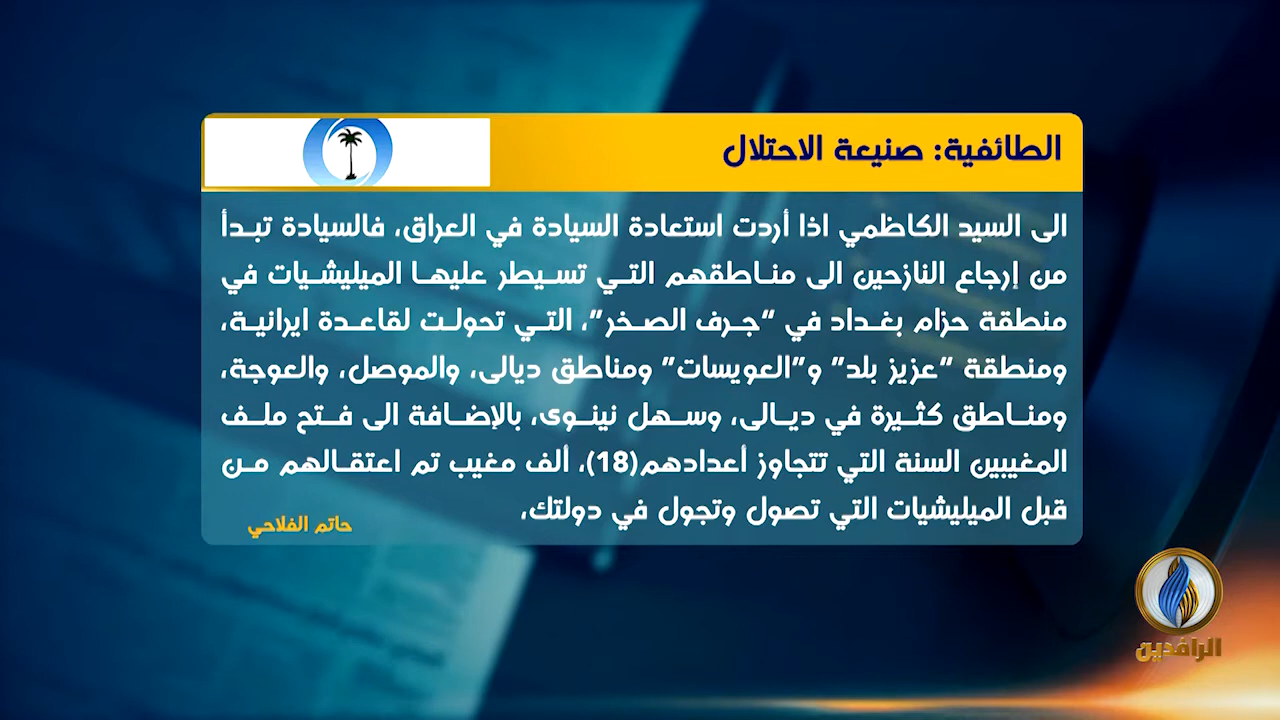 الطائفية: صنيعة الاحتلال
الى السيد الكاظمي اذا أردت استعادة السيادة في العراق، فالسيادة تبدأ
من إرجاع النازحين الى مناطقهم التي تسيطر عليها الميليشيات في
منطقة حزام بغداد في “جرف الصخر”، التي تحولت لقاعدة ايرانية،
ومنطقة “عزيز بلد” و”العويسات” ومناطق ديالى، والموصل، والعوجة،
ومناطق كثيرة في ديالى، وسهل نينوى، بالإضافة الى فتح ملف
المغيبين السنة التي تتجاوز أعدادهم(18)، ألف مغيب تم اعتقالهم من
قبل الميليشيات التي تصول وتجول في دولتك،
حاتم الفلاحي
الرافدين